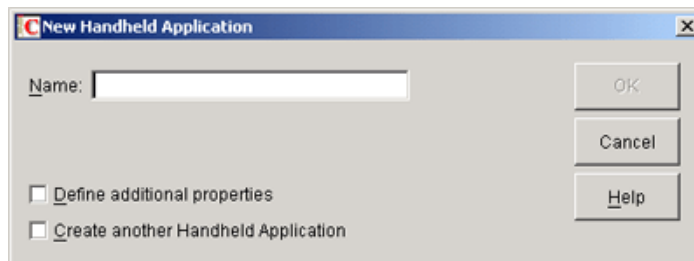 C New Handheld Application
Name:
OK
Cancel
Define additional properties
Help
Create another Handheld Application